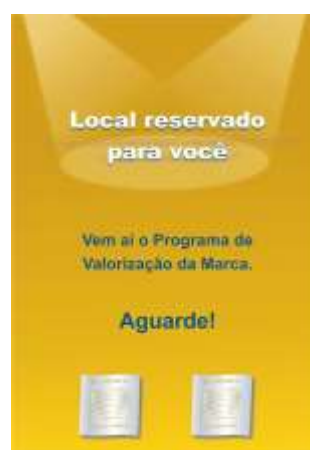 Local reservado
para você
Vem aí o Programa de
Valorização da Marca.
Aguarde!